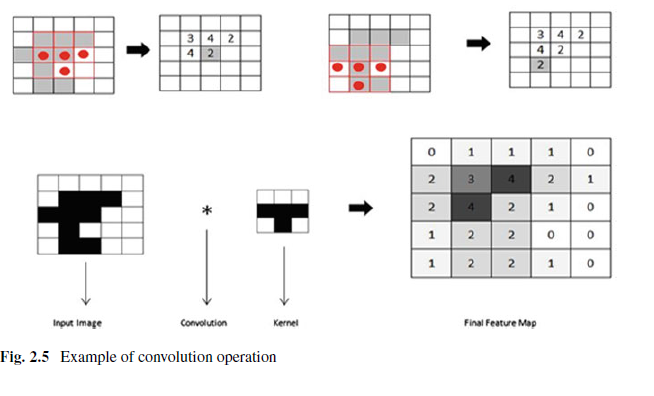 3 4 2
4 2
3 4 2
4 2
2
0 1 1 1 0
2 3 4 2 1
2 4 2 1 0
1 2 2 0 0
1 2 2 1 0
*
Input Image Convolution Kernel Final Feature Map
Fig. 2.5 Example of convolution operation